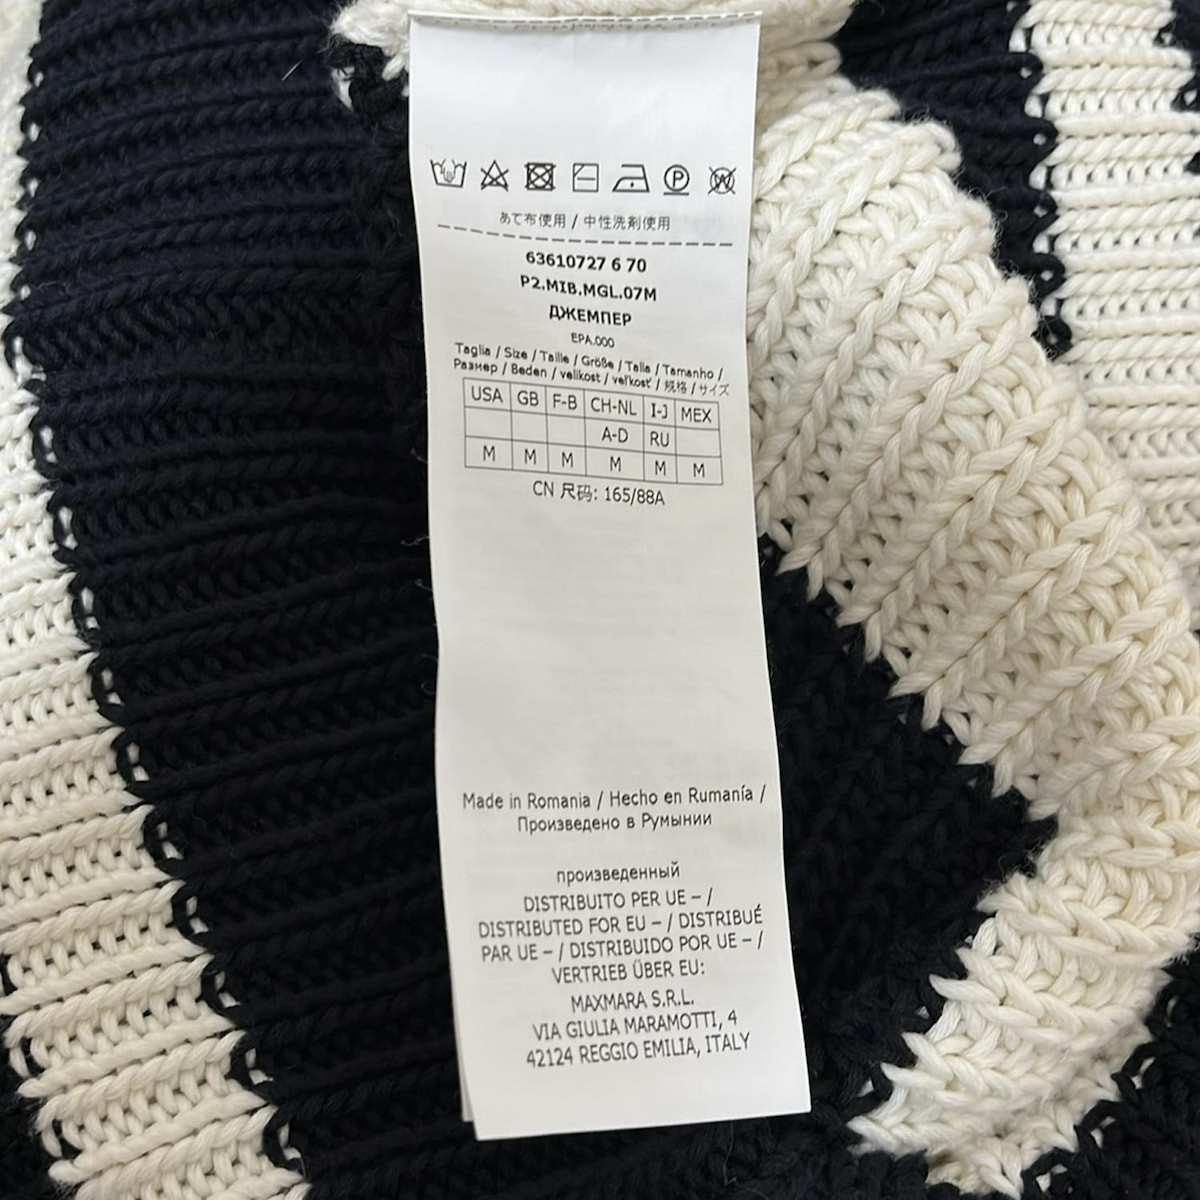 P
W
あて布使用 / 中性洗剤使用
63610727 6 70
P2.MIB.MGL.07M
ДЖЕМПЕР
EPA.000
Taglia / Size / Taille / Größe / Talla / Tamanho /
Размер / Beden / velikost / veľkosť / 規格 / サイズ
USA GB F-B CH-NL I-J MEX
A-D RU
M M M M M M
CN 尺码: 165/88A
Made in Romania / Hecho en Rumanía /
Произведено в Румынии
произведенный
DISTRIBUITO PER UE – /
DISTRIBUTED FOR EU – / DISTRIBUÉ
PAR UE – / DISTRIBUIDO POR UE – /
VERTRIEB ÜBER EU:
MAXMARA S.R.L.
VIA GIULIA MARAMOTTI, 4
42124 REGGIO EMILIA, ITALY